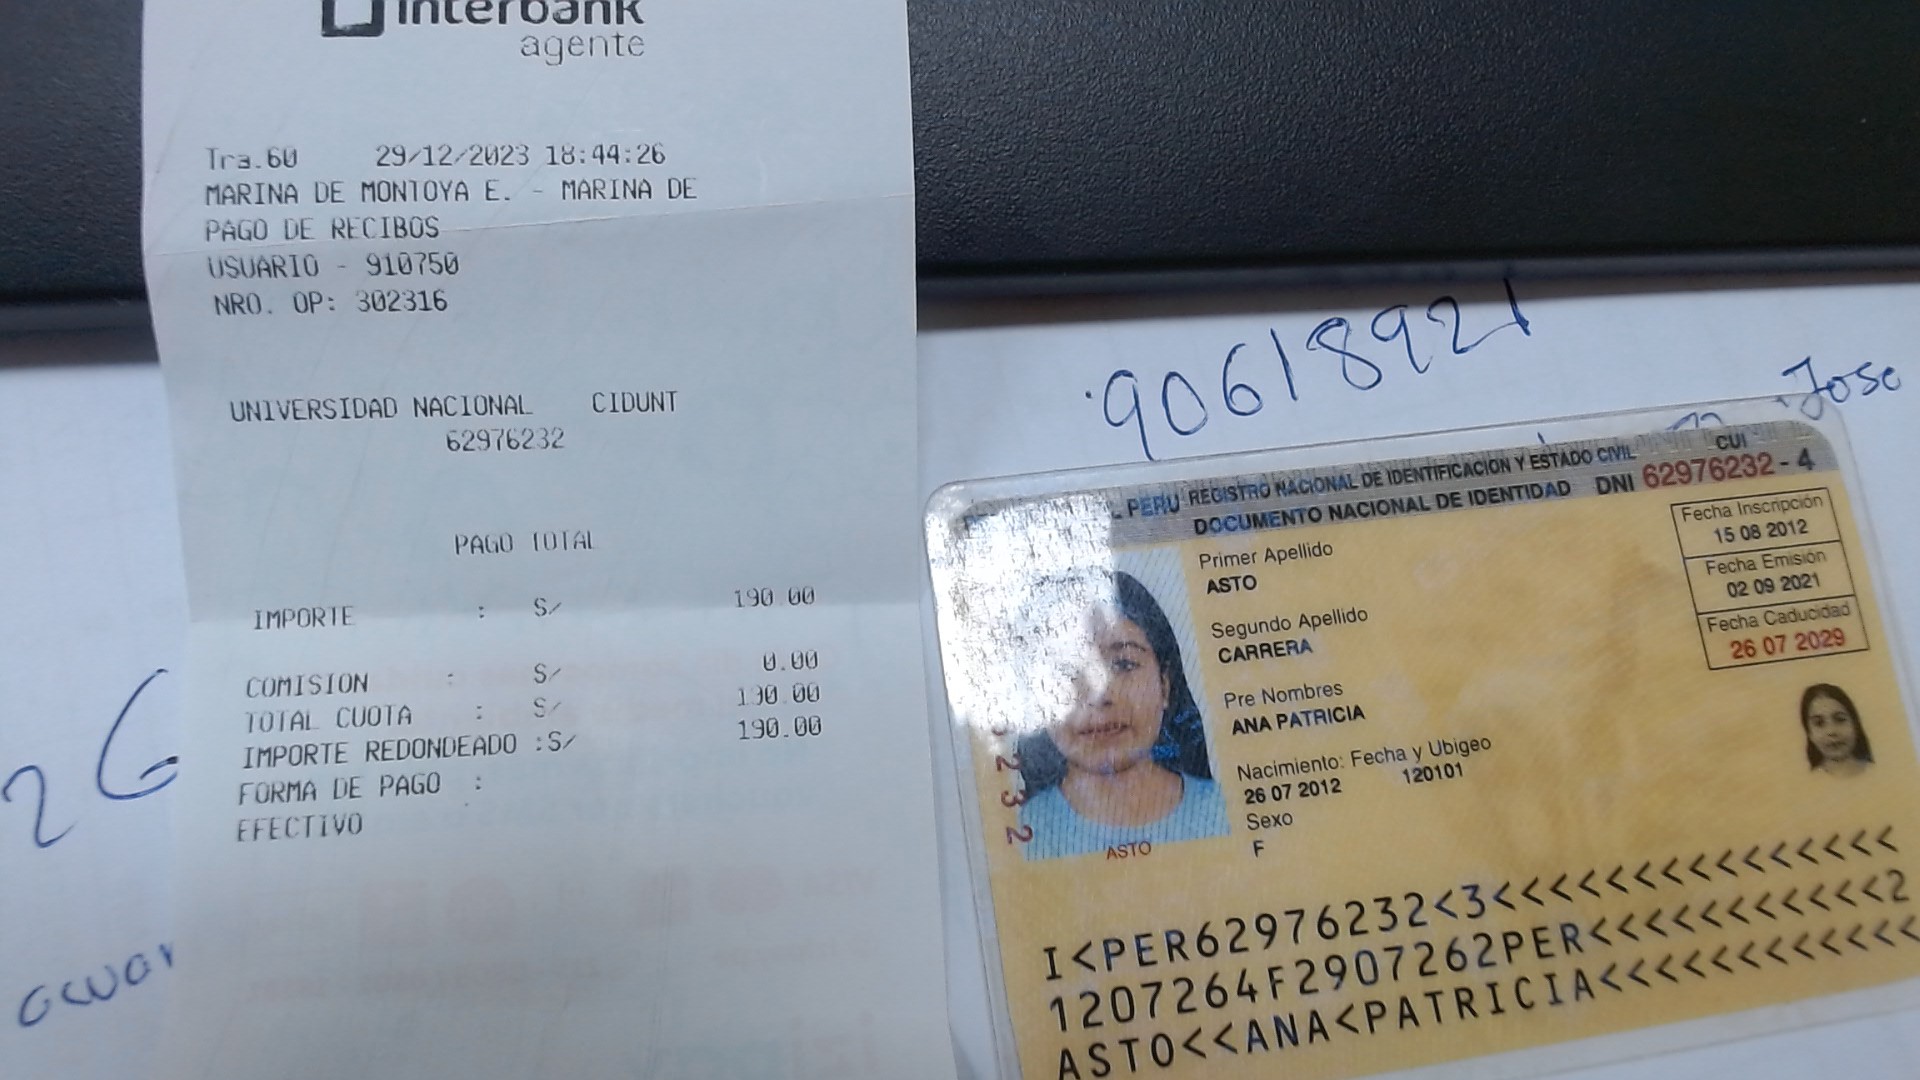 interbank
agente
Tra.60 29/12/2023 18:44:26
MARINA DE MONTOYA E. - MARINA DE
PAGO DE RECIBOS
USUARIO - 910750
NRO. OP: 302316
UNIVERSIDAD NACIONAL CIDUNT
62976232
PAGO TOTAL
IMPORTE : S/ 190.00
COMISION : S/ 0.00
TOTAL CUOTA : S/ 190.00
IMPORTE REDONDEADO :S/ 190.00
FORMA DE PAGO :
EFECTIVO
90618921
Jose
PERU REGISTRO NACIONAL DE IDENTIFICACION Y ESTADO CIVIL CUI
DOCUMENTO NACIONAL DE IDENTIDAD DNI 62976232 - 4
Primer Apellido
ASTO
Segundo Apellido
CARRERA
Pre Nombres
ANA PATRICIA
Nacimiento: Fecha y Ubigeo
26 07 2012 120101
Sexo
F
Fecha Inscripción
15 08 2012
Fecha Emisión
02 09 2021
Fecha Caducidad
26 07 2029
ASTO
I<PER62976232<3<<<<<<<<<<<<<<<
1207264F2907262PER<<<<<<<<<<<2
ASTO<<ANA<PATRICIA<<<<<<<<<<<<
26